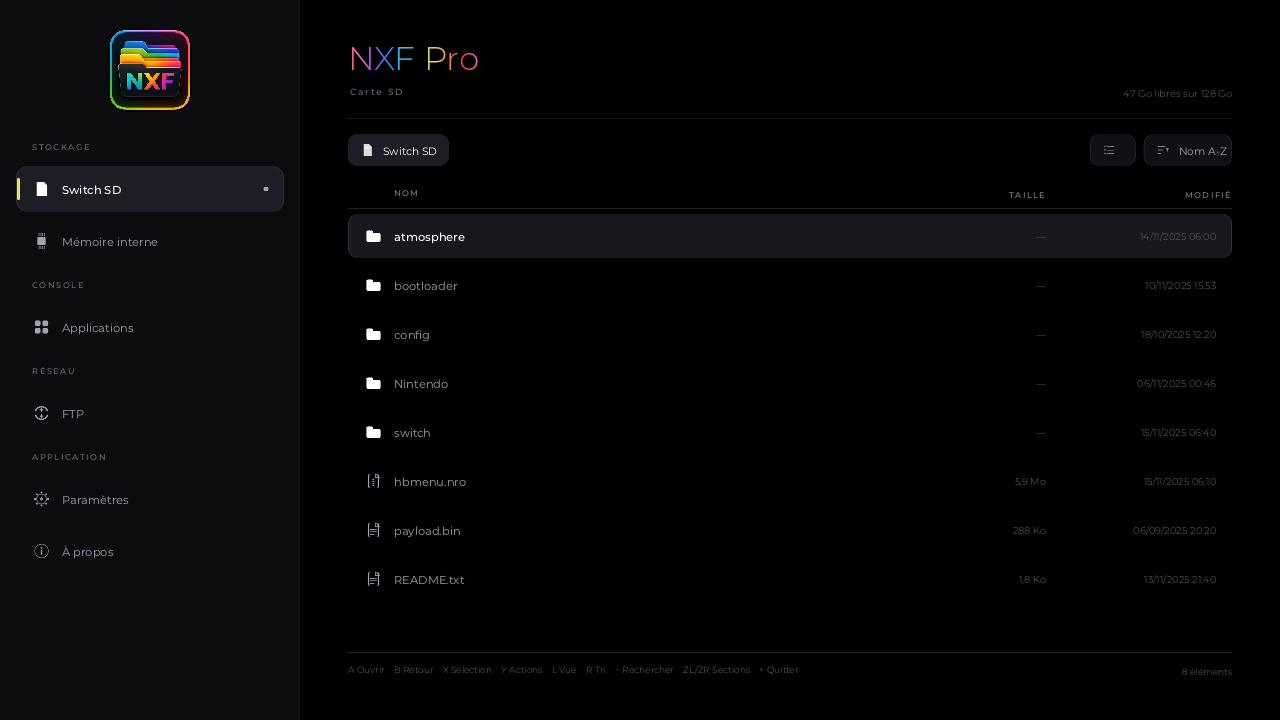 NXF
STOCKAGE
Switch SD
Mémoire interne
CONSOLE
Applications
RÉSEAU
FTP
APPLICATION
Paramètres
À propos
NXF Pro
Carte SD
47 Go libres sur 128 Go
Switch SD
Nom A-Z
NOM TAILLE MODIFIÉ
atmosphere — 14/11/2025 06:00
bootloader — 10/11/2025 15:53
config — 18/10/2025 12:20
Nintendo — 06/11/2025 00:46
switch — 15/11/2025 06:40
hbmenu.nro 5,9 Mo 15/11/2025 06:10
payload.bin 288 Ko 06/09/2025 20:20
README.txt 1,8 Ko 13/11/2025 21:40
A Ouvrir B Retour X Sélection Y Actions L Vue R Tri - Rechercher ZL/ZR Sections + Quitter
8 éléments